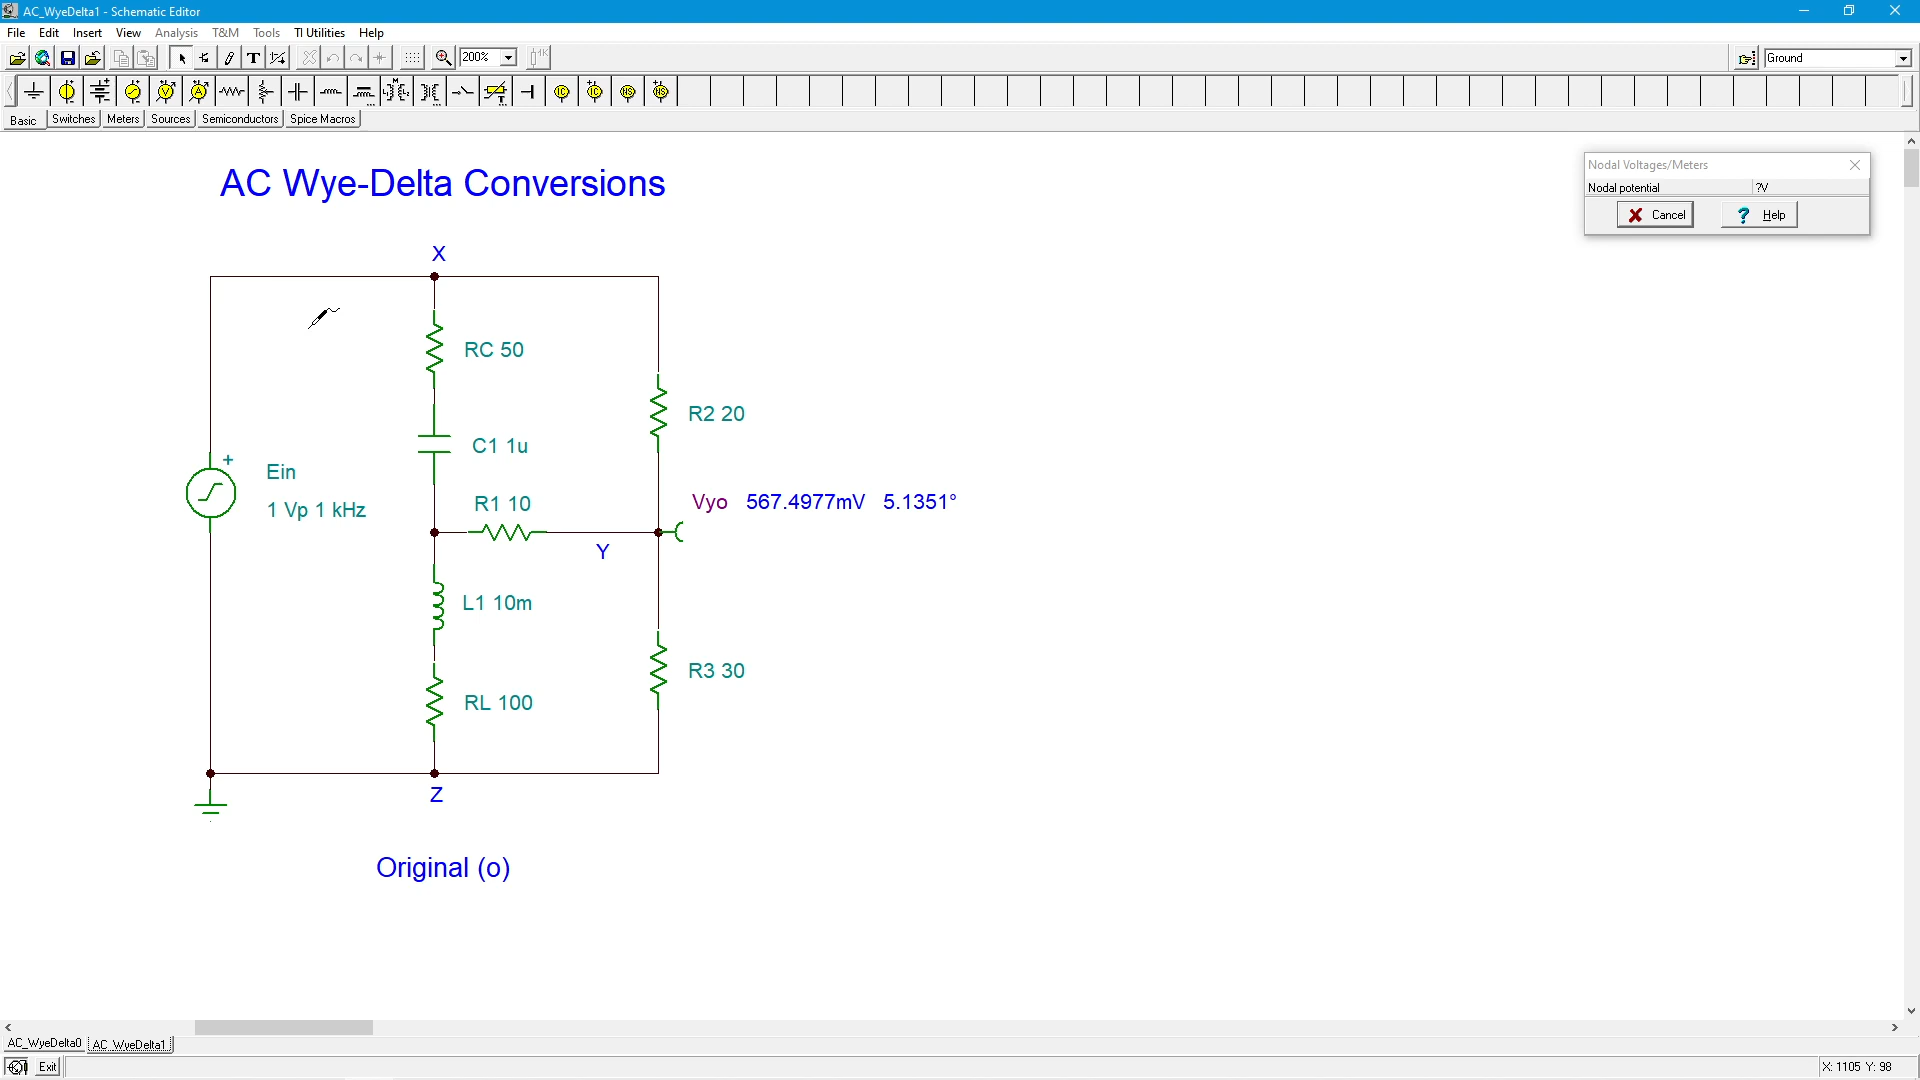 AC_WyeDelta1 - Schematic Editor
File Edit Insert View Analysis T&M Tools TI Utilities Help
200%
1K
Ground
Basic Switches Meters Sources Semiconductors Spice Macros
AC Wye-Delta Conversions
Nodal Voltages/Meters
Nodal potential ?V
Cancel
? Help
X
RC 50
R2 20
C1 1u
+
Ein
1 Vp 1 kHz
R1 10
Vyo 567.4977mV 5.1351°
Y
L1 10m
R3 30
RL 100
Z
Original (o)
AC_WyeDelta0 AC_WyeDelta1
Exit
X: 1105 Y: 98